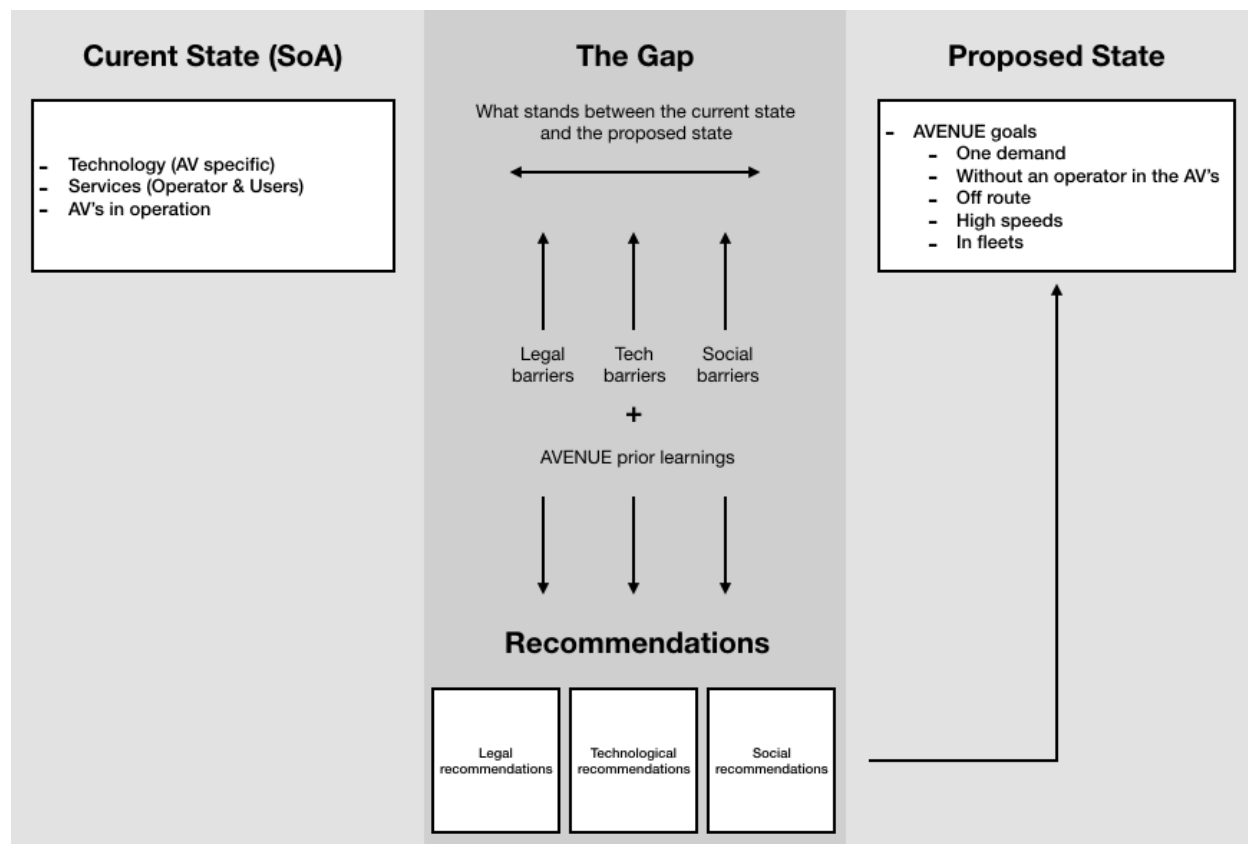 Curent State (SoA)
- Technology (AV specific)
- Services (Operator & Users)
- AV's in operation
The Gap
What stands between the current state
and the proposed state
Legal
barriers
Tech
barriers
Social
barriers
+
AVENUE prior learnings
Recommendations
Legal
recommendations
Technological
recommendations
Social
recommendations
Proposed State
- AVENUE goals
- One demand
- Without an operator in the AV's
- Off route
- High speeds
- In fleets